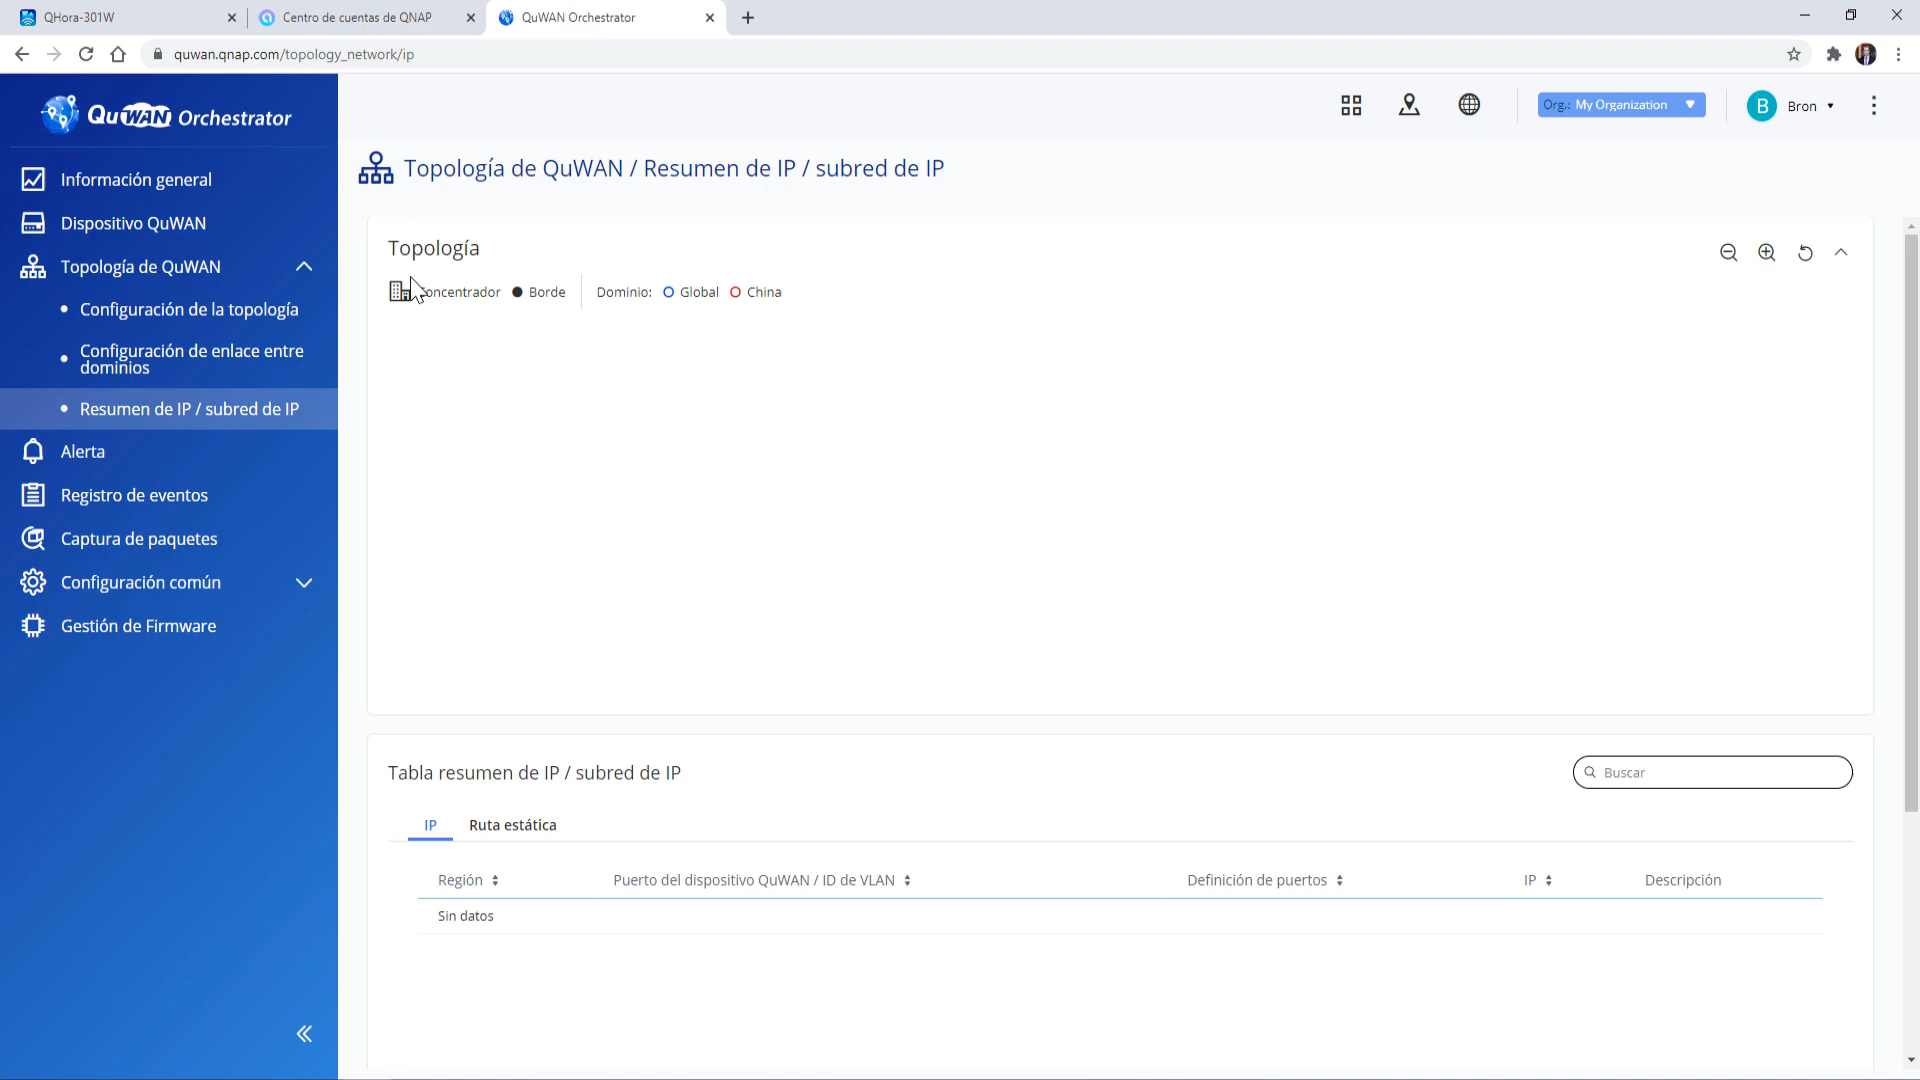 QHora-301W
Centro de cuentas de QNAP
QuWAN Orchestrator
quwan.qnap.com/topology_network/ip
QuWAN Orchestrator
Org.: My Organization
B
Bron
Información general
Dispositivo QuWAN
Topología de QuWAN
Configuración de la topología
Configuración de enlace entre
dominios
Resumen de IP / subred de IP
Alerta
Registro de eventos
Captura de paquetes
Configuración común
Gestión de Firmware
Topología de QuWAN / Resumen de IP / subred de IP
Topología
Borde Dominio: Global China
Tabla resumen de IP / subred de IP
Buscar
IP Ruta estática
Región Puerto del dispositivo QuWAN / ID de VLAN Definición de puertos IP Descripción
Sin datos